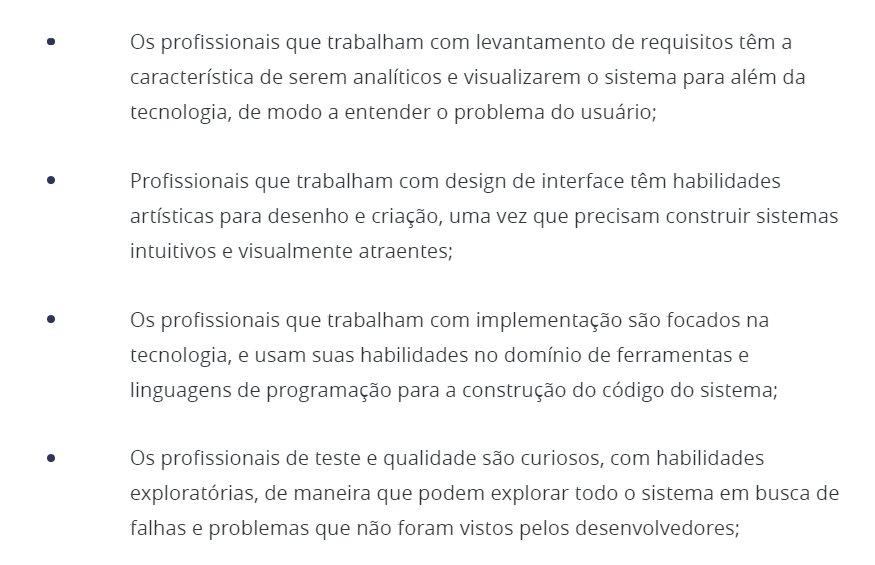 • Os profissionais que trabalham com levantamento de requisitos têm a
característica de serem analíticos e visualizarem o sistema para além da
tecnologia, de modo a entender o problema do usuário;
• Profissionais que trabalham com design de interface têm habilidades
artísticas para desenho e criação, uma vez que precisam construir sistemas
intuitivos e visualmente atraentes;
• Os profissionais que trabalham com implementação são focados na
tecnologia, e usam suas habilidades no domínio de ferramentas e
linguagens de programação para a construção do código do sistema;
• Os profissionais de teste e qualidade são curiosos, com habilidades
exploratórias, de maneira que podem explorar todo o sistema em busca de
falhas e problemas que não foram vistos pelos desenvolvedores;